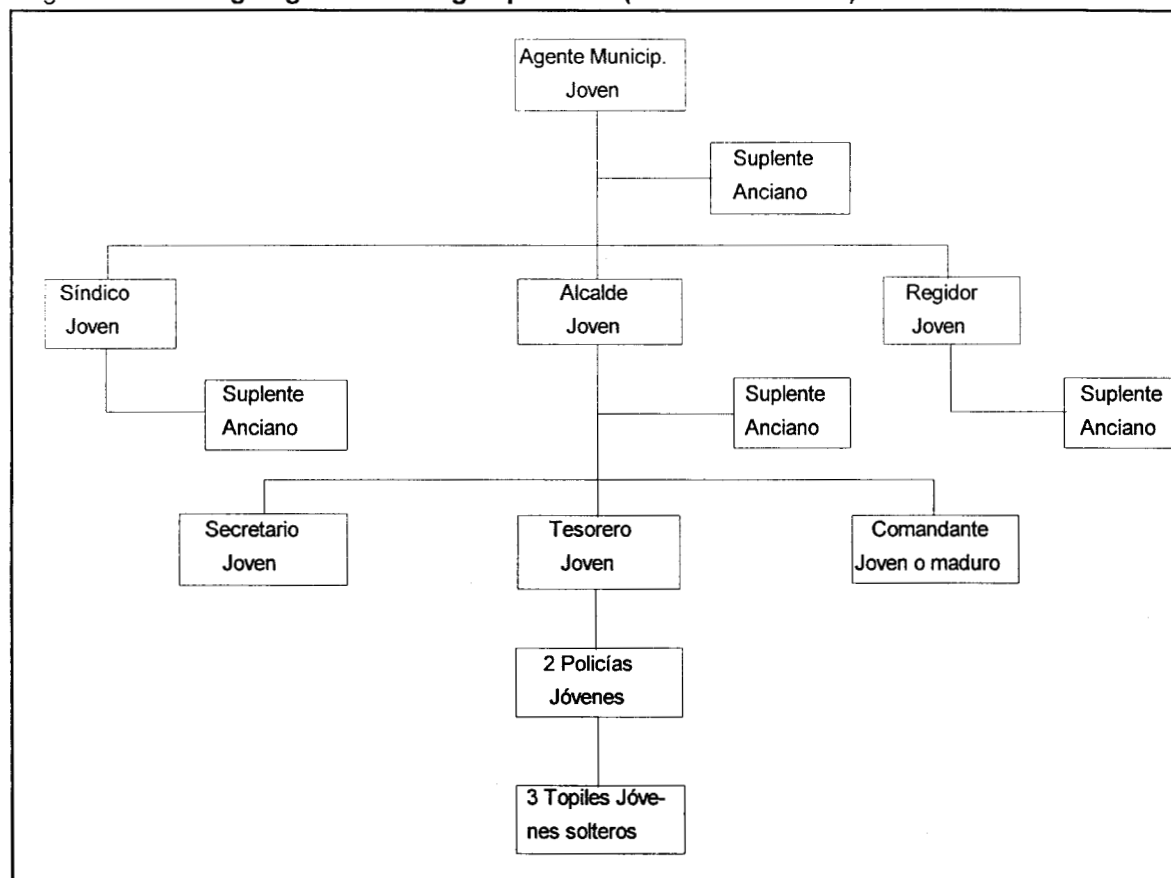 Agente Municip.
Joven
Suplente
Anciano
Síndico
Joven
Alcalde
Joven
Regidor
Joven
Suplente
Anciano
Suplente
Anciano
Suplente
Anciano
Secretario
Joven
Tesorero
Joven
Comandante
Joven o maduro
2 Policías
Jóvenes
3 Topiles Jóve-
nes solteros